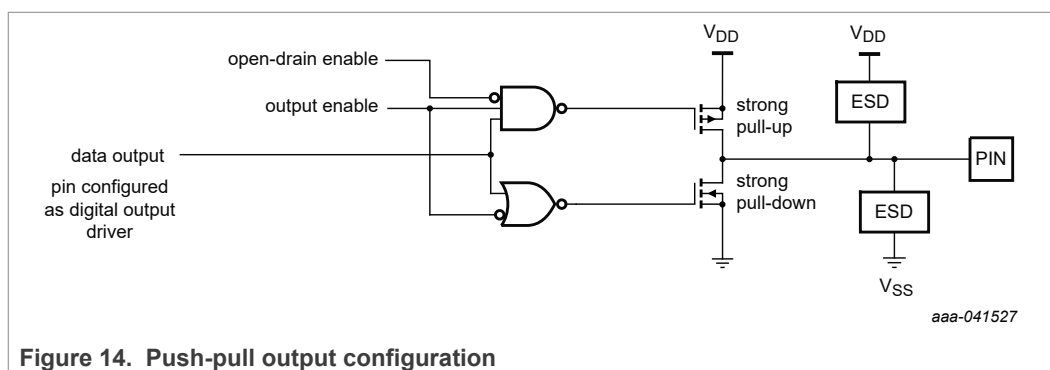 open-drain enable
output enable
data output
pin configured
as digital output
driver
VDD
strong
pull-up
strong
pull-down
VDD
ESD
PIN
ESD
VSS
aaa-041527
Figure 14. Push-pull output configuration